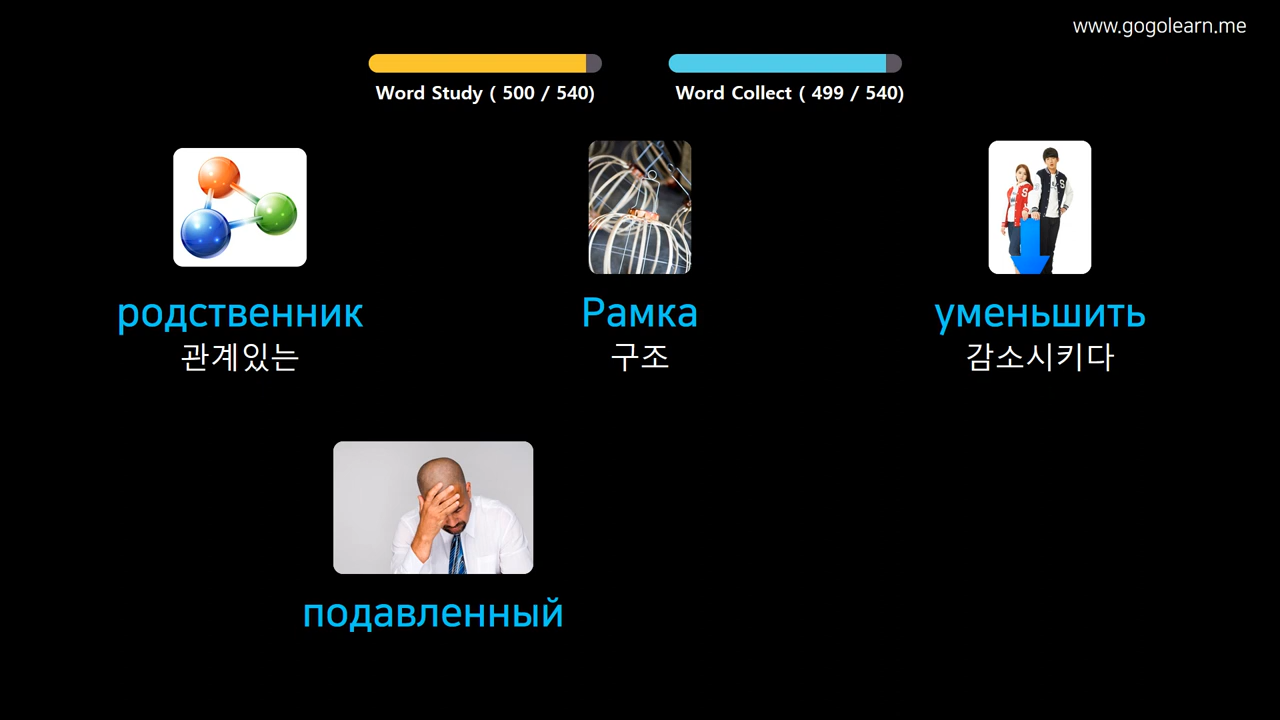 www.gogolearn.me
Word Study ( 500 / 540)
Word Collect ( 499 / 540)
родственник
관계있는
Рамка
구조
уменьшить
감소시키다
подавленный